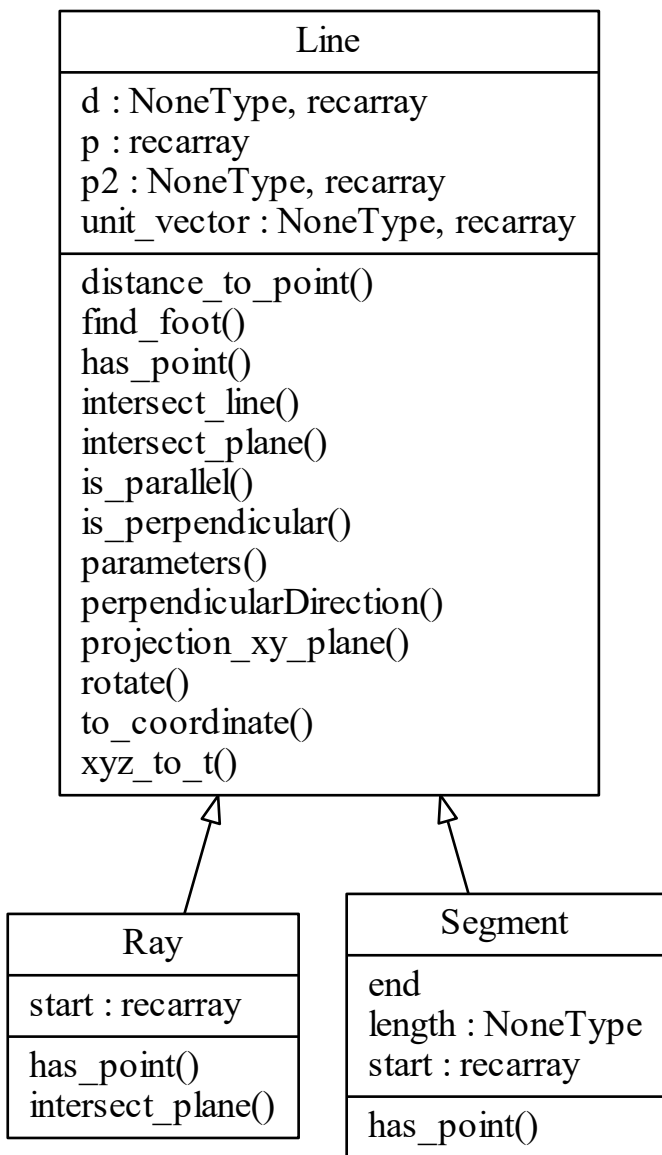 Line
d : NoneType, recarray
p : recarray
p2 : NoneType, recarray
unit_vector : NoneType, recarray
distance_to_point()
find_foot()
has_point()
intersect_line()
intersect_plane()
is_parallel()
is_perpendicular()
parameters()
perpendicularDirection()
projection_xy_plane()
rotate()
to_coordinate()
xyz_to_t()
Ray
start : recarray
has_point()
intersect_plane()
Segment
end
length : NoneType
start : recarray
has_point()